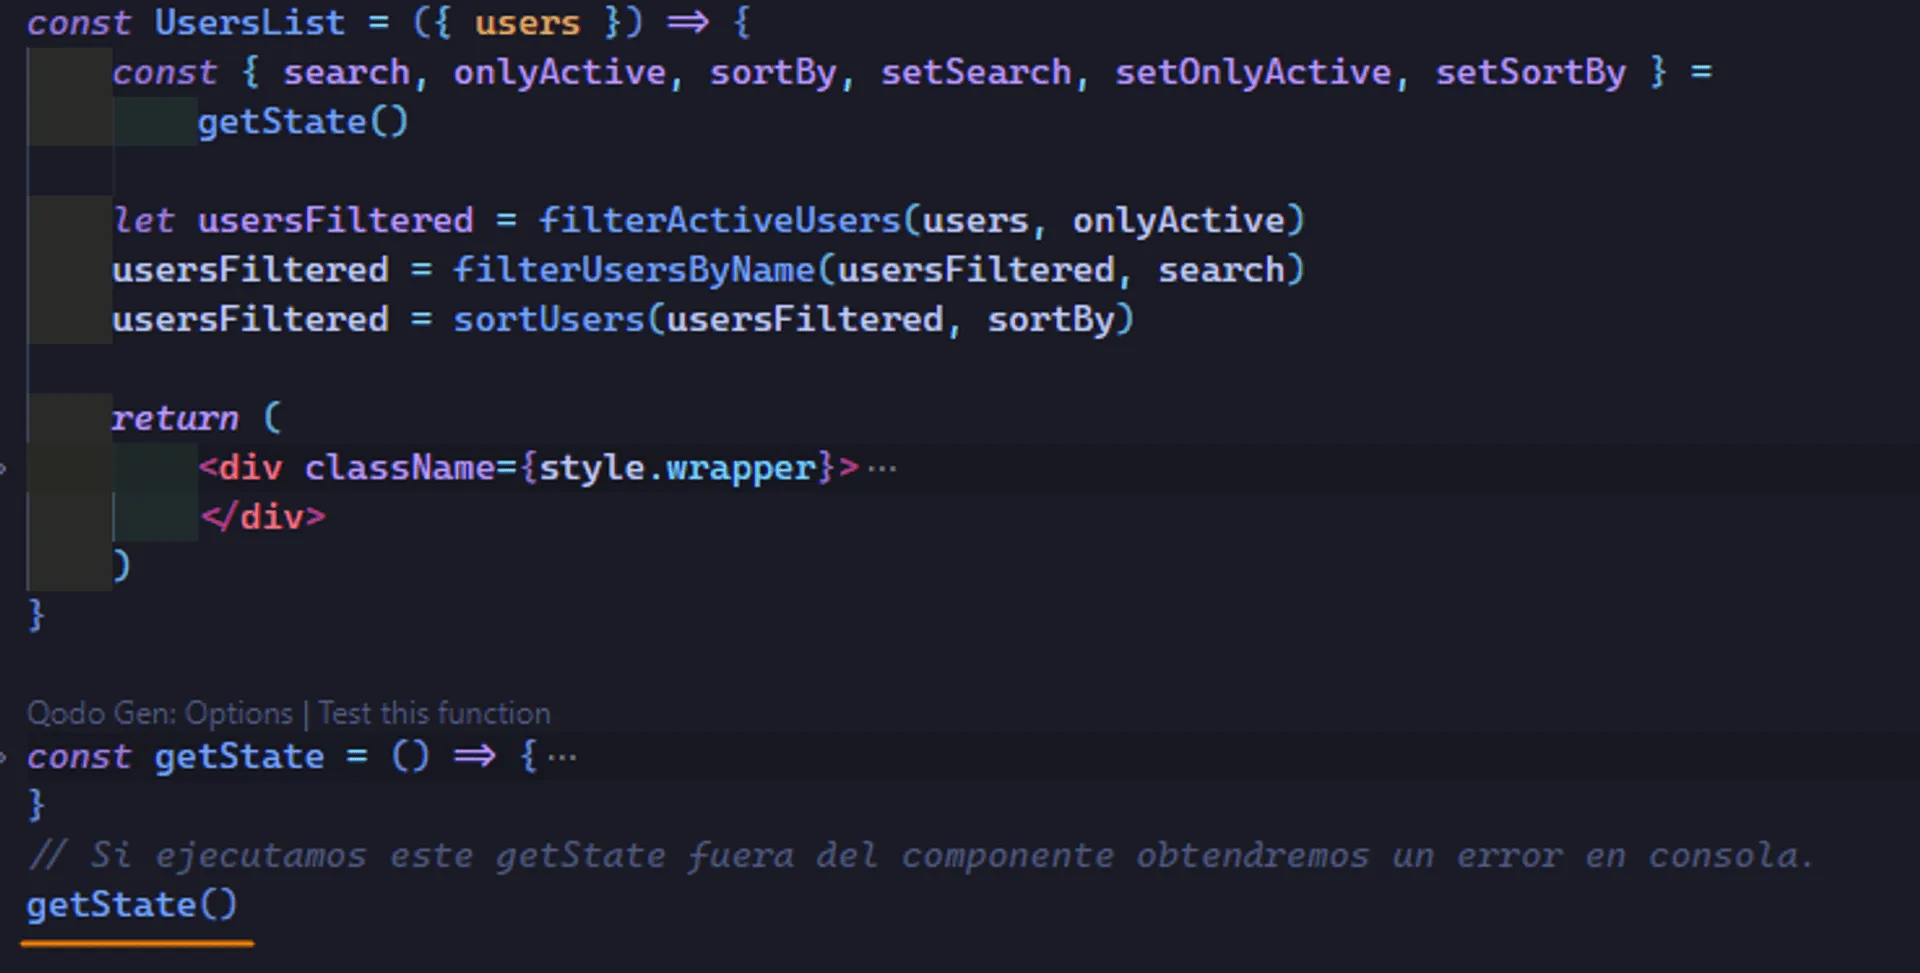 const UsersList = ({ users }) => {
const { search, onlyActive, sortBy, setSearch, setOnlyActive, setSortBy } =
getState()
let usersFiltered = filterActiveUsers(users, onlyActive)
usersFiltered = filterUsersByName(usersFiltered, search)
usersFiltered = sortUsers(usersFiltered, sortBy)
return (
<div className={style.wrapper}>···
</div>
)
}
Qodo Gen: Options | Test this function
const getState = () => {···
}
// Si ejecutamos este getState fuera del componente obtendremos un error en consola.
getState()